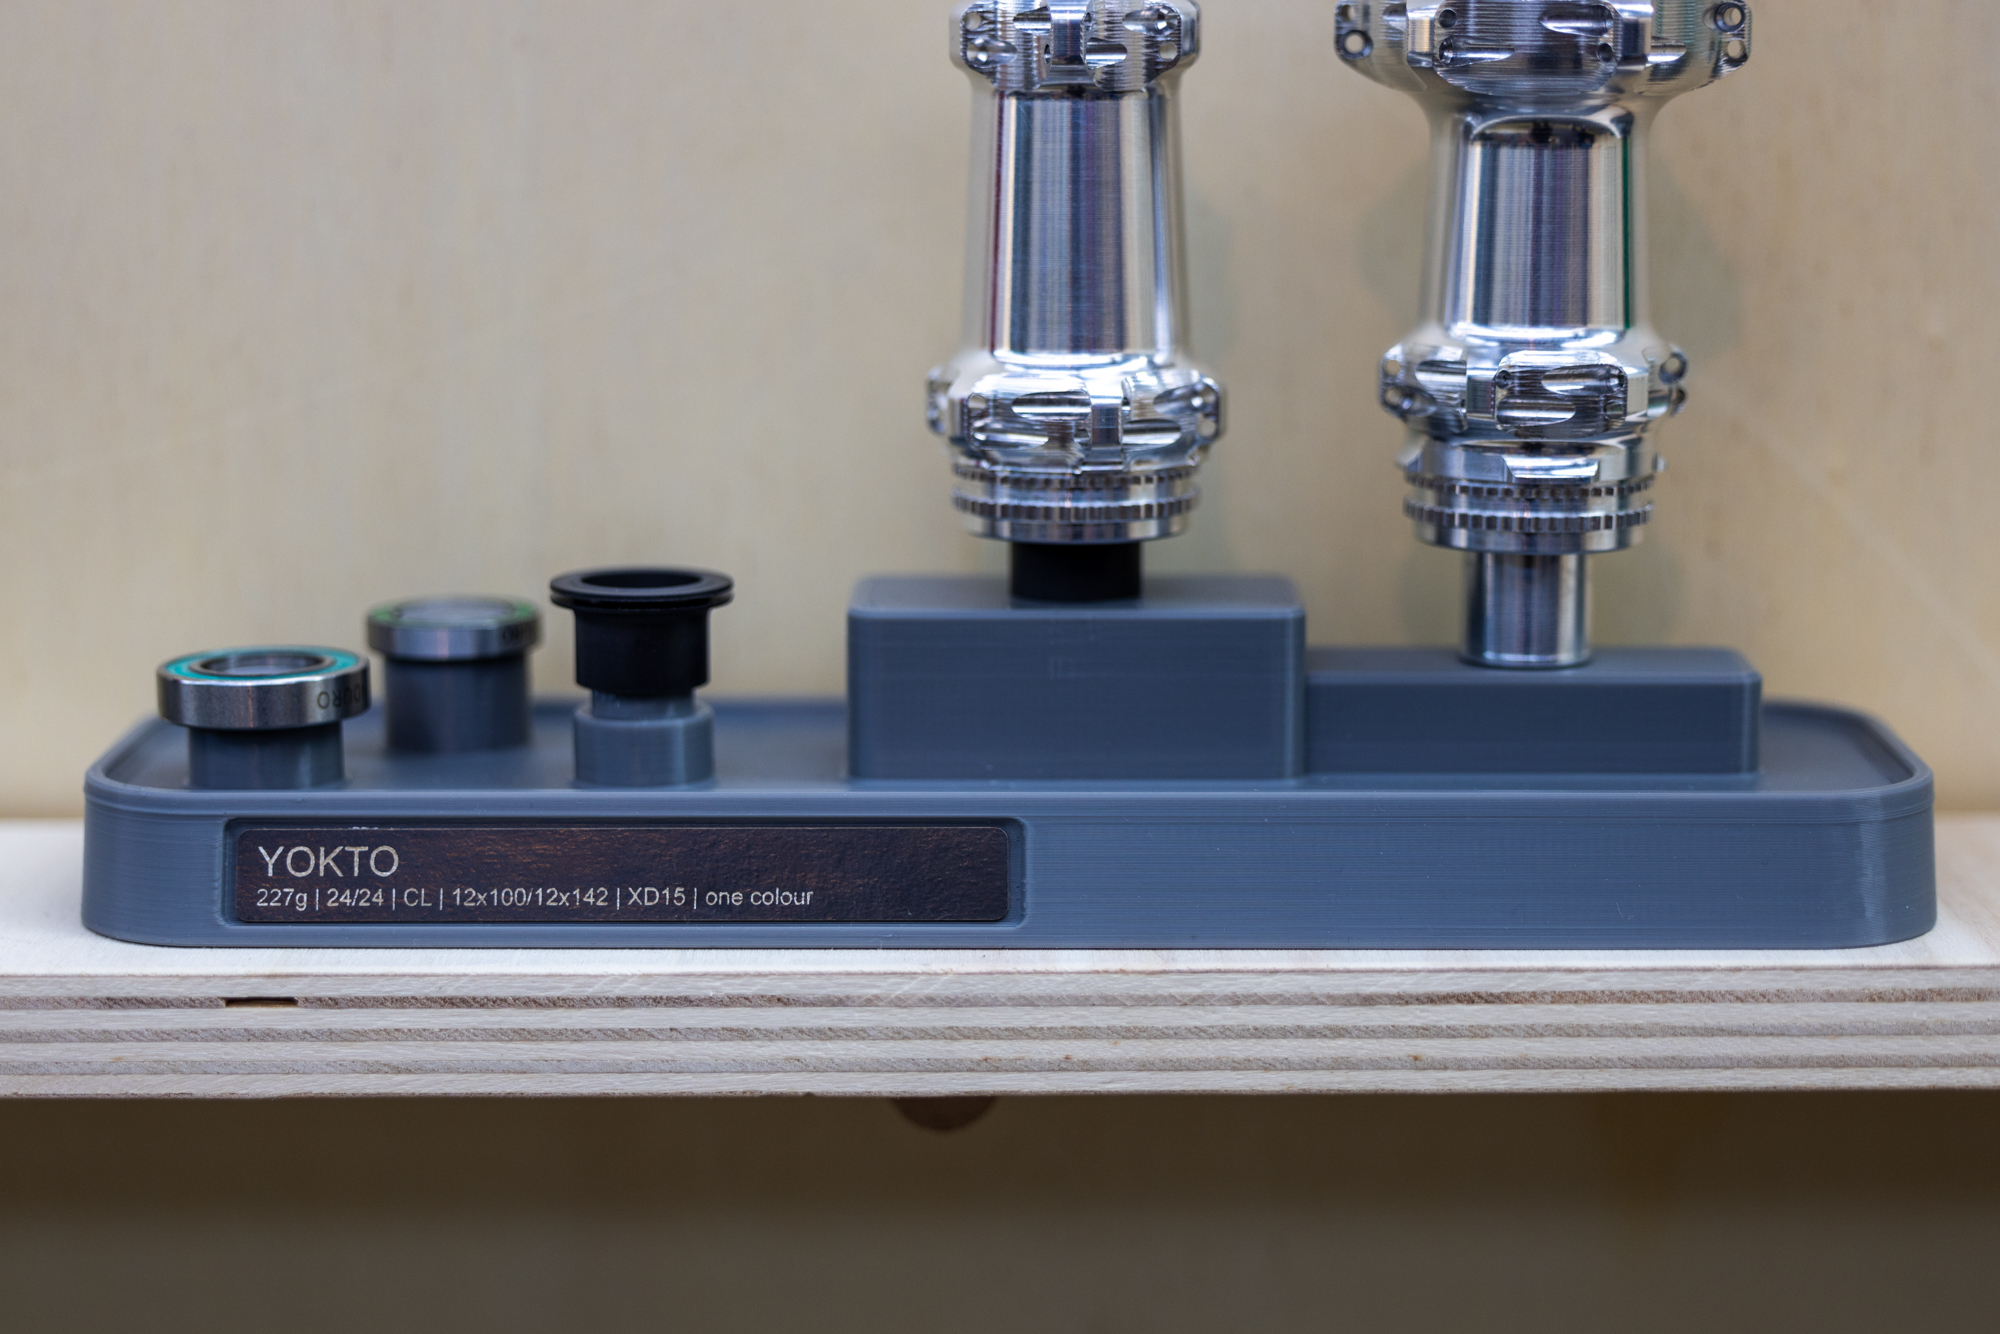 YOKTO
227g | 24/24 | CL | 12x100/12x142 | XD15 | one colour